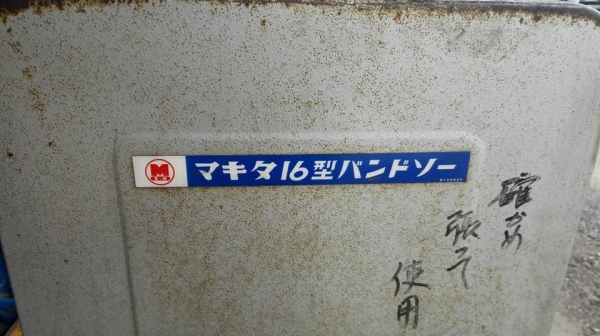 M
マキタ16型バンドソー
確かめ
張って
使用